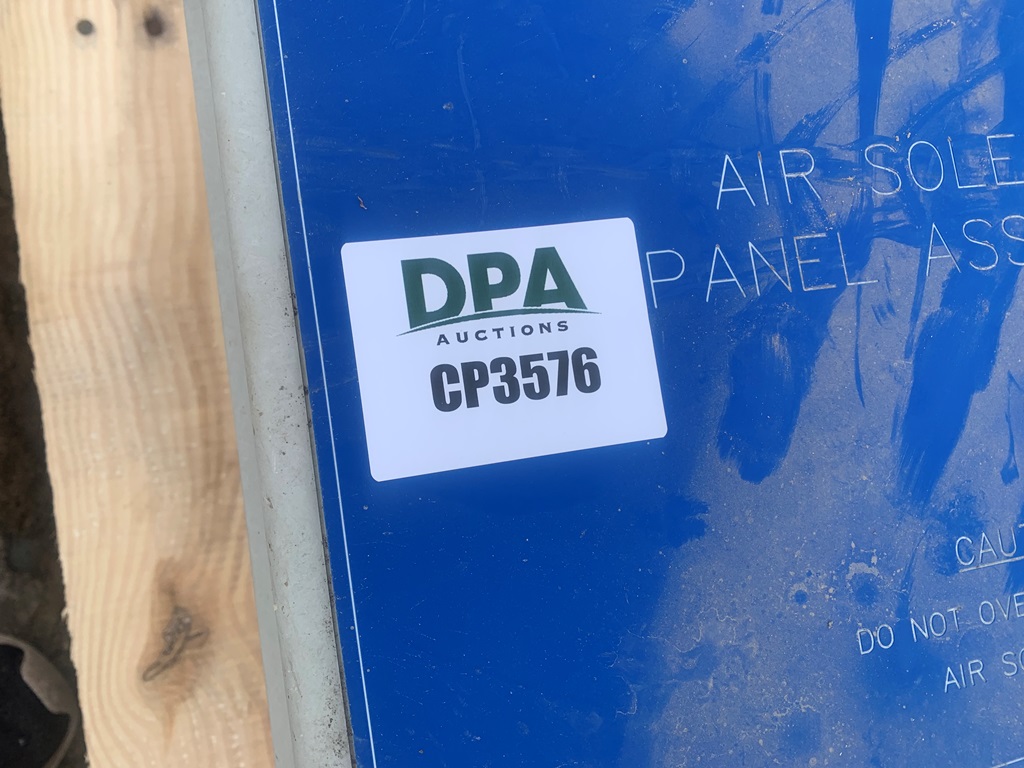 DPA
AUCTIONS
CP3576
AIR SOLE
PANEL ASS
CAU
DO NOT OVE
AIR SO